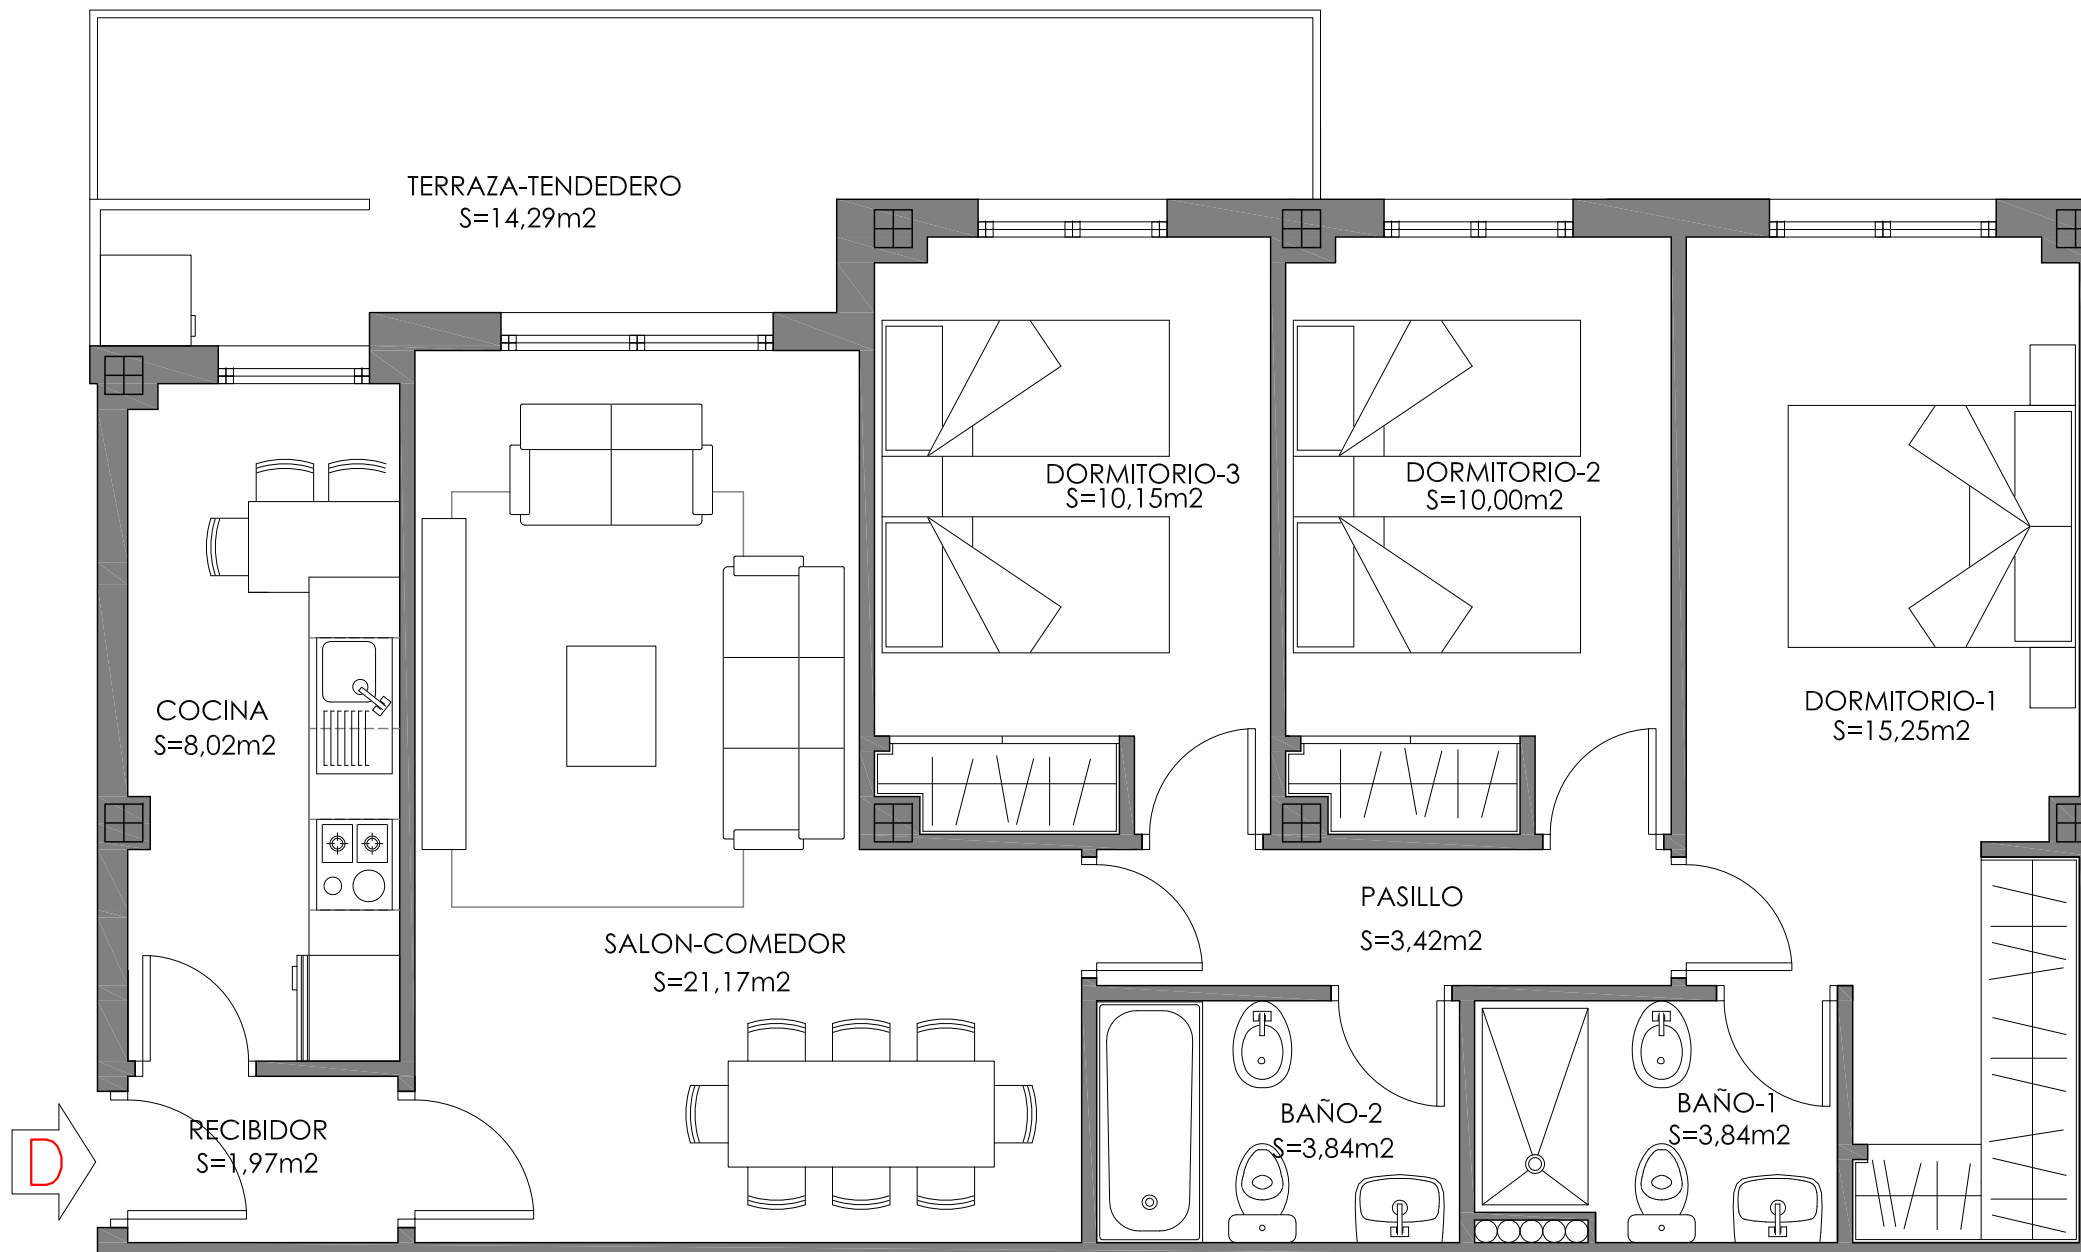 TERRAZA-TENDEDERO
S=14,29m2
DORMITORIO-3
S=10,15m2
DORMITORIO-2
S=10,00m2
DORMITORIO-1
S=15,25m2
COCINA
S=8,02m2
PASILLO
S=3,42m2
SALON-COMEDOR
S=21,17m2
BAÑO-2
S=3,84m2
BAÑO-1
S=3,84m2
RECIBIDOR
S=1,97m2
D